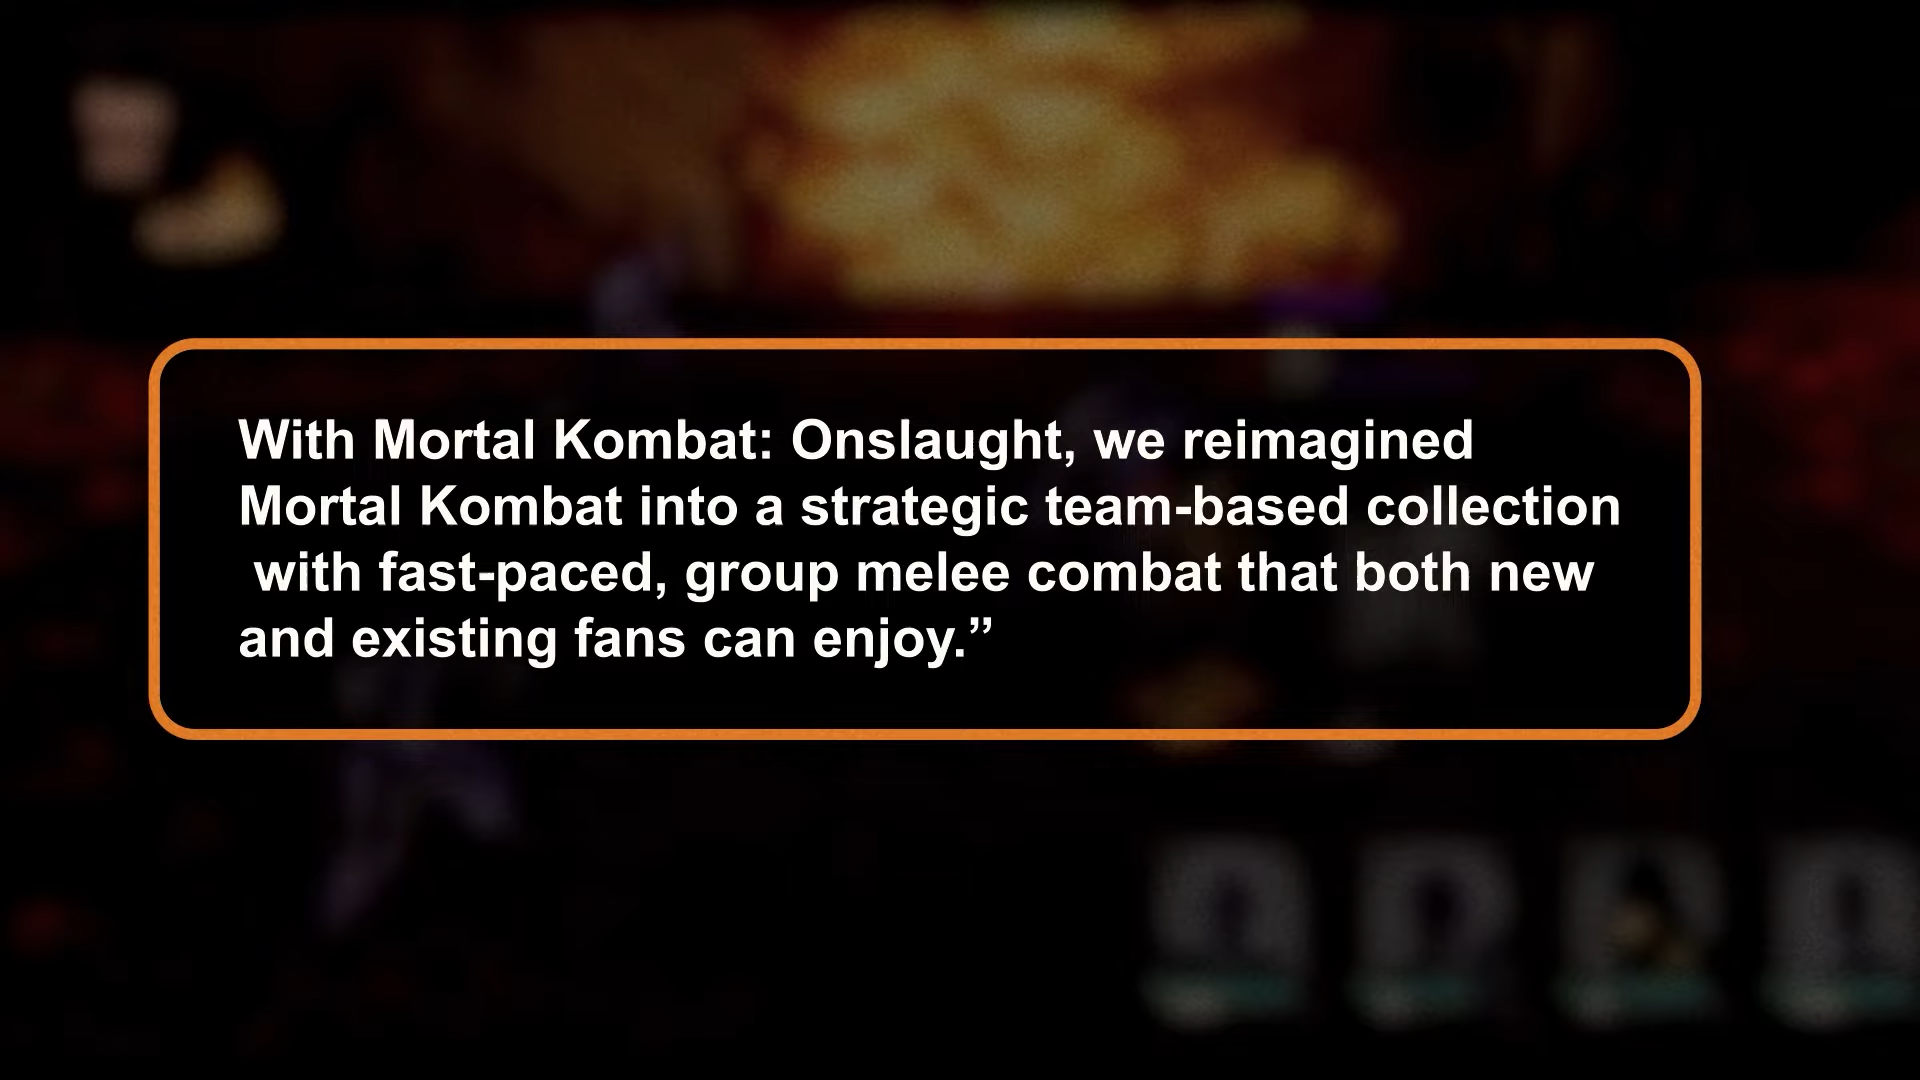 With Mortal Kombat: Onslaught, we reimagined
Mortal Kombat into a strategic team-based collection
with fast-paced, group melee combat that both new
and existing fans can enjoy.”